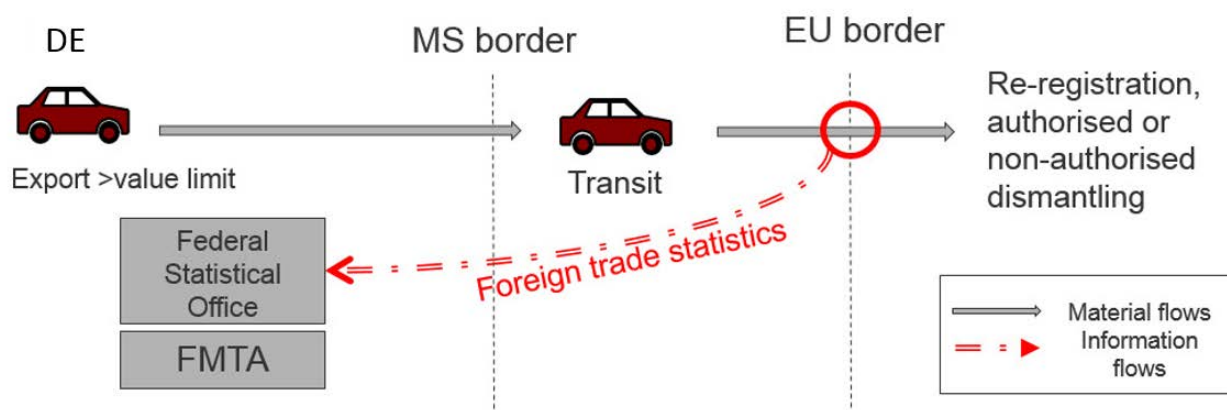 DE
MS border
EU border
Export >value limit
Transit
Re-registration,
authorised or
non-authorised
dismantling
Federal
Statistical
Office
FMTA
Foreign trade statistics
Material flows
Information
flows